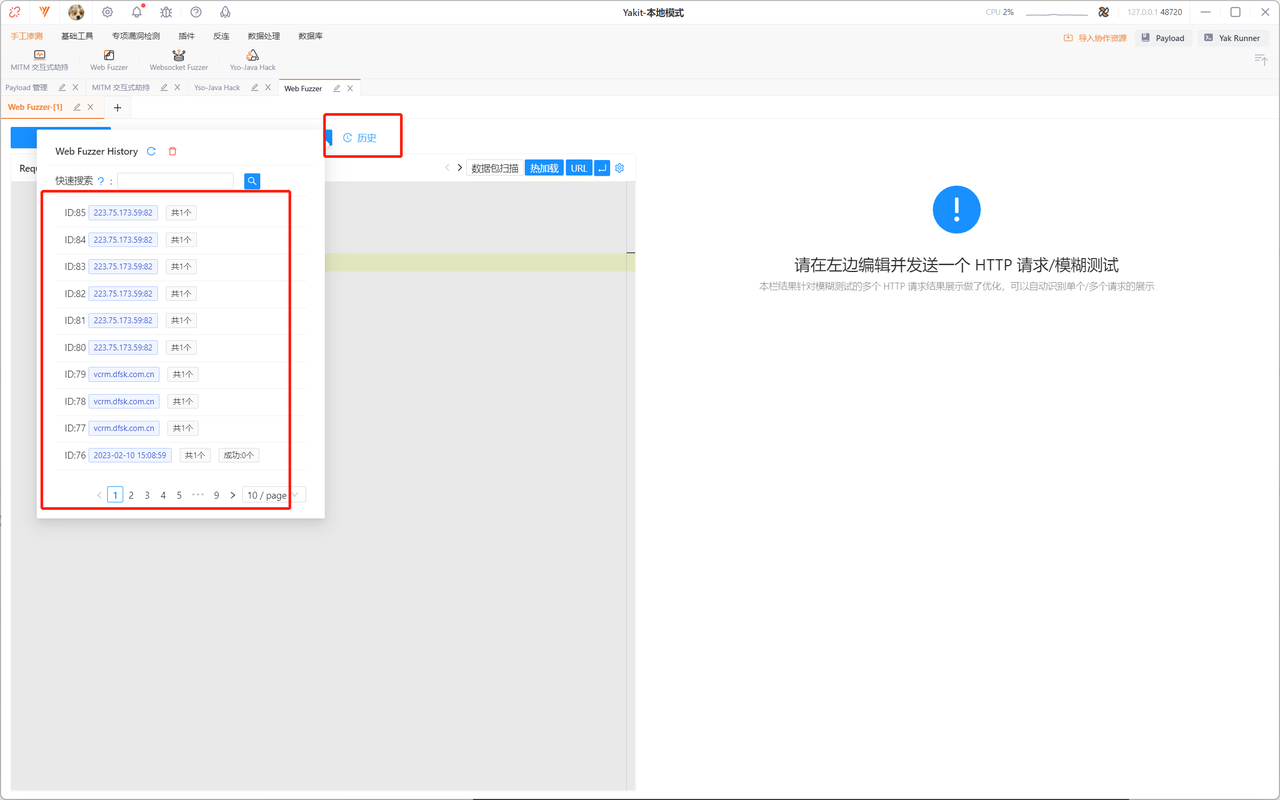 Yakit-本地模式
CPU 2%
127.0.0.1 48720
手工渗测 基础工具 专项漏洞检测 插件 反连 数据处理 数据库
导入协作资源 Payload Yak Runner
MITM 交互式劫持 Web Fuzzer Websocket Fuzzer Yso-Java Hack
Payload 管理 MITM 交互式劫持 Yso-Java Hack Web Fuzzer
Web Fuzzer-[1]
历史
Web Fuzzer History
Requ
数据包扫描 热加载 URL
快速搜索 ? :
ID:85 223.75.173.59:82 共1个
ID:84 223.75.173.59:82 共1个
ID:83 223.75.173.59:82 共1个
ID:82 223.75.173.59:82 共1个
ID:81 223.75.173.59:82 共1个
ID:80 223.75.173.59:82 共1个
ID:79 vcrm.dfsk.com.cn 共1个
ID:78 vcrm.dfsk.com.cn 共1个
ID:77 vcrm.dfsk.com.cn 共1个
ID:76 2023-02-10 15:08:59 共1个 成功:0个
1 2 3 4 5 ••• 9 10 / page
请在左边编辑并发送一个 HTTP 请求/模糊测试
本栏结果针对模糊测试的多个 HTTP 请求结果展示做了优化，可以自动识别单个/多个请求的展示